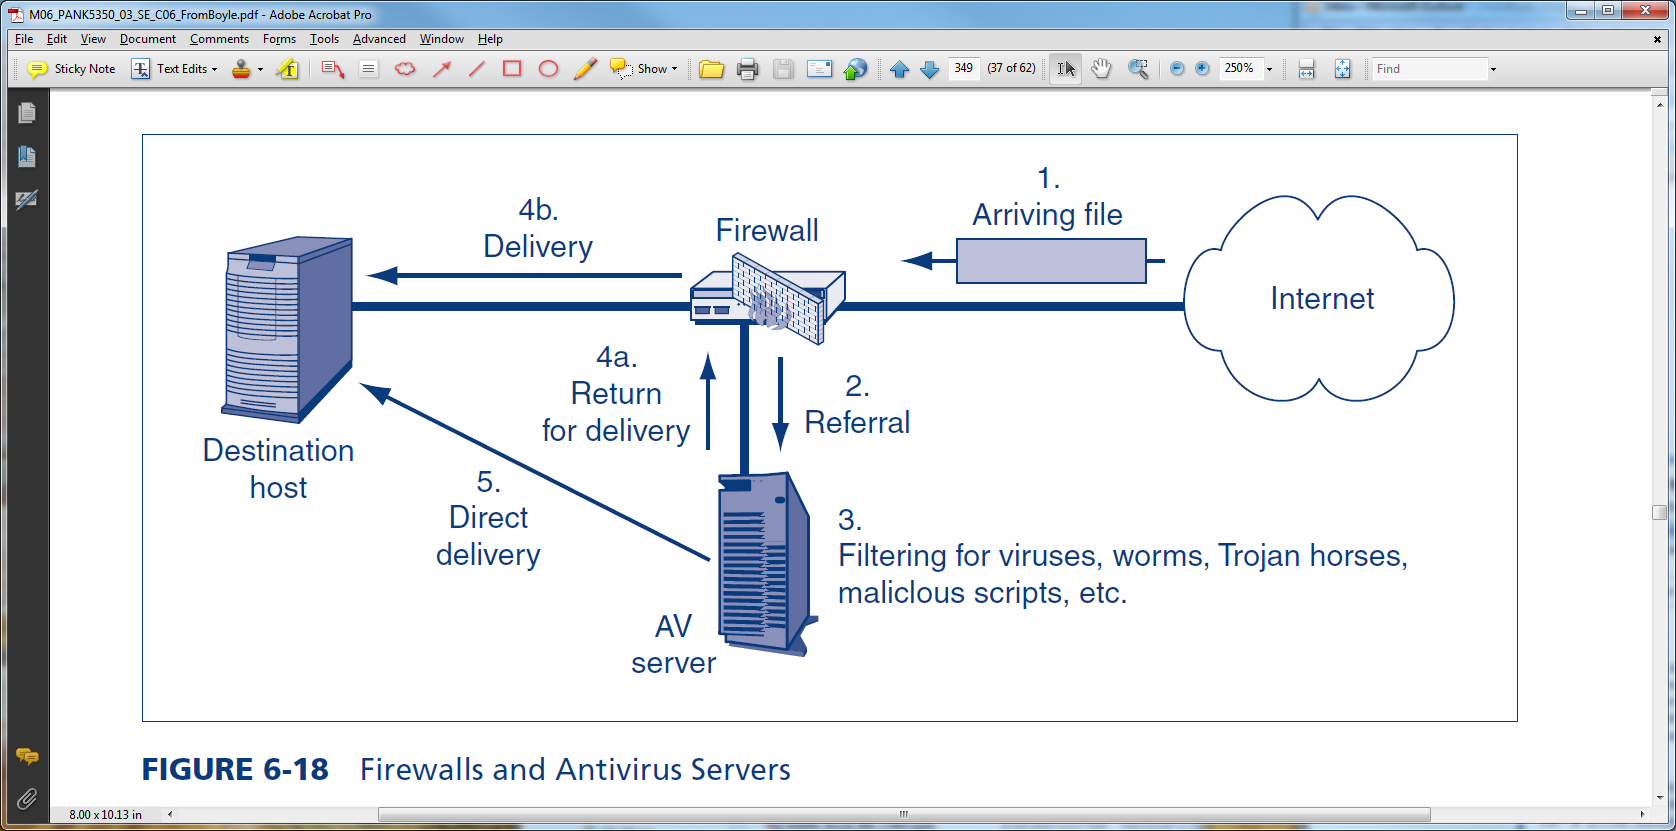 M06_PANK5350_03_SE_C06_FromBoyle.pdf - Adobe Acrobat Pro
File Edit View Document Comments Forms Tools Advanced Window Help
Sticky Note Text Edits Show 349 (37 of 62) 250% Find
1.
Arriving file
4b.
Delivery
Firewall
Internet
4a.
Return
for delivery
2.
Referral
Destination
host
5.
Direct
delivery
3.
Filtering for viruses, worms, Trojan horses,
maliclous scripts, etc.
AV
server
FIGURE 6-18 Firewalls and Antivirus Servers
8.00 x 10.13 in